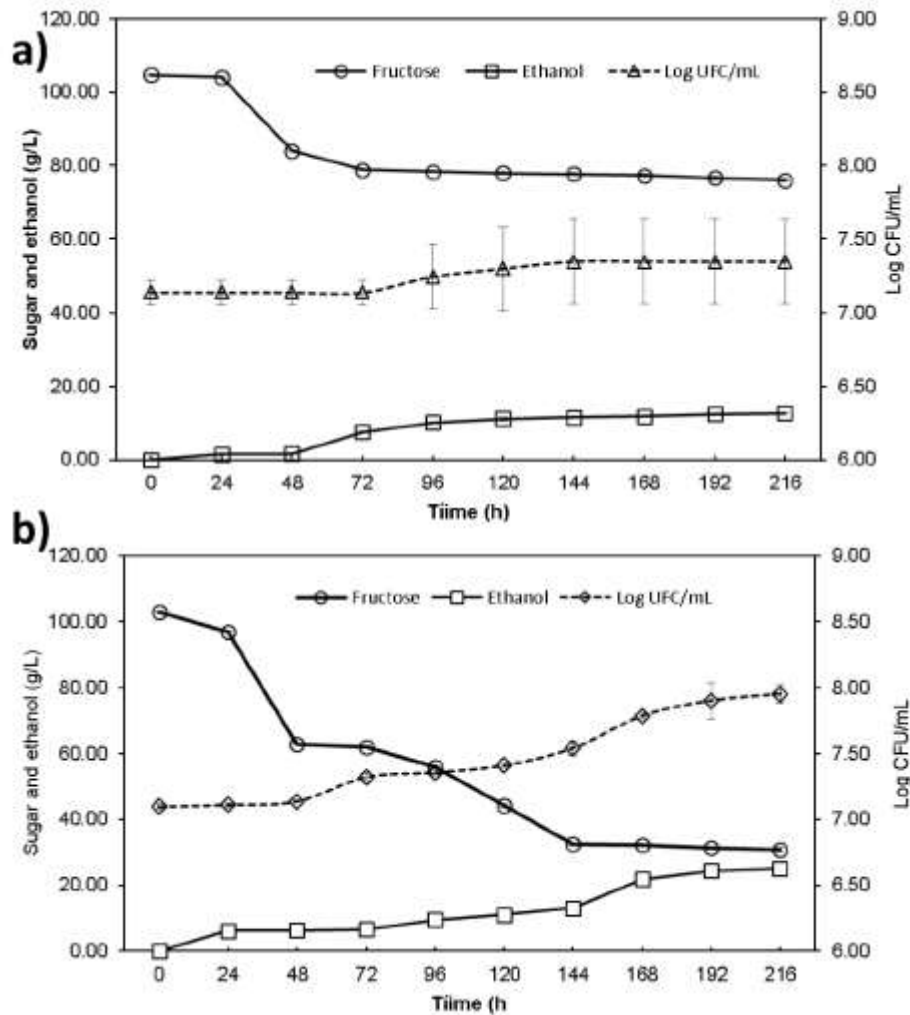 a)
120.00
100.00
80.00
60.00
40.00
20.00
0.00
Sugar and ethanol (g/L)
Fructose Ethanol Log UFC/mL
9.00
8.50
8.00
7.50
7.00
6.50
6.00
Log CFU/mL
0 24 48 72 96 120 144 168 192 216
Tiime (h)
b)
120.00
100.00
80.00
60.00
40.00
20.00
0.00
Sugar and ethanol (g/L)
Fructose Ethanol Log UFC/mL
9.00
8.50
8.00
7.50
7.00
6.50
6.00
Log CFU/mL
0 24 48 72 96 120 144 168 192 216
Tiime (h